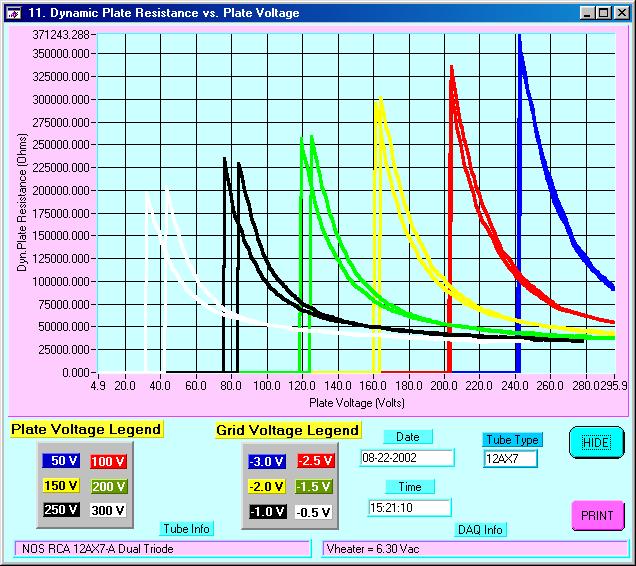 11. Dynamic Plate Resistance vs. Plate Voltage
371243.288
350000.000
325000.000
300000.000
275000.000
250000.000
225000.000
200000.000
175000.000
150000.000
125000.000
100000.000
75000.000
50000.000
25000.000
0.000
Dyn.Plate Resistance (Ohms)
4.9 20.0 40.0 60.0 80.0 100.0 120.0 140.0 160.0 180.0 200.0 220.0 240.0 260.0 280.0 295.9
Plate Voltage (Volts)
Plate Voltage Legend
50 V 100 V
150 V 200 V
250 V 300 V
Grid Voltage Legend
-3.0 V -2.5 V
-2.0 V -1.5 V
-1.0 V -0.5 V
Date
08-22-2002
Time
15:21:10
Tube Type
12AX7
HIDE
PRINT
Tube Info
NOS RCA 12AX7-A Dual Triode
DAQ Info
Vheater = 6.30 Vac